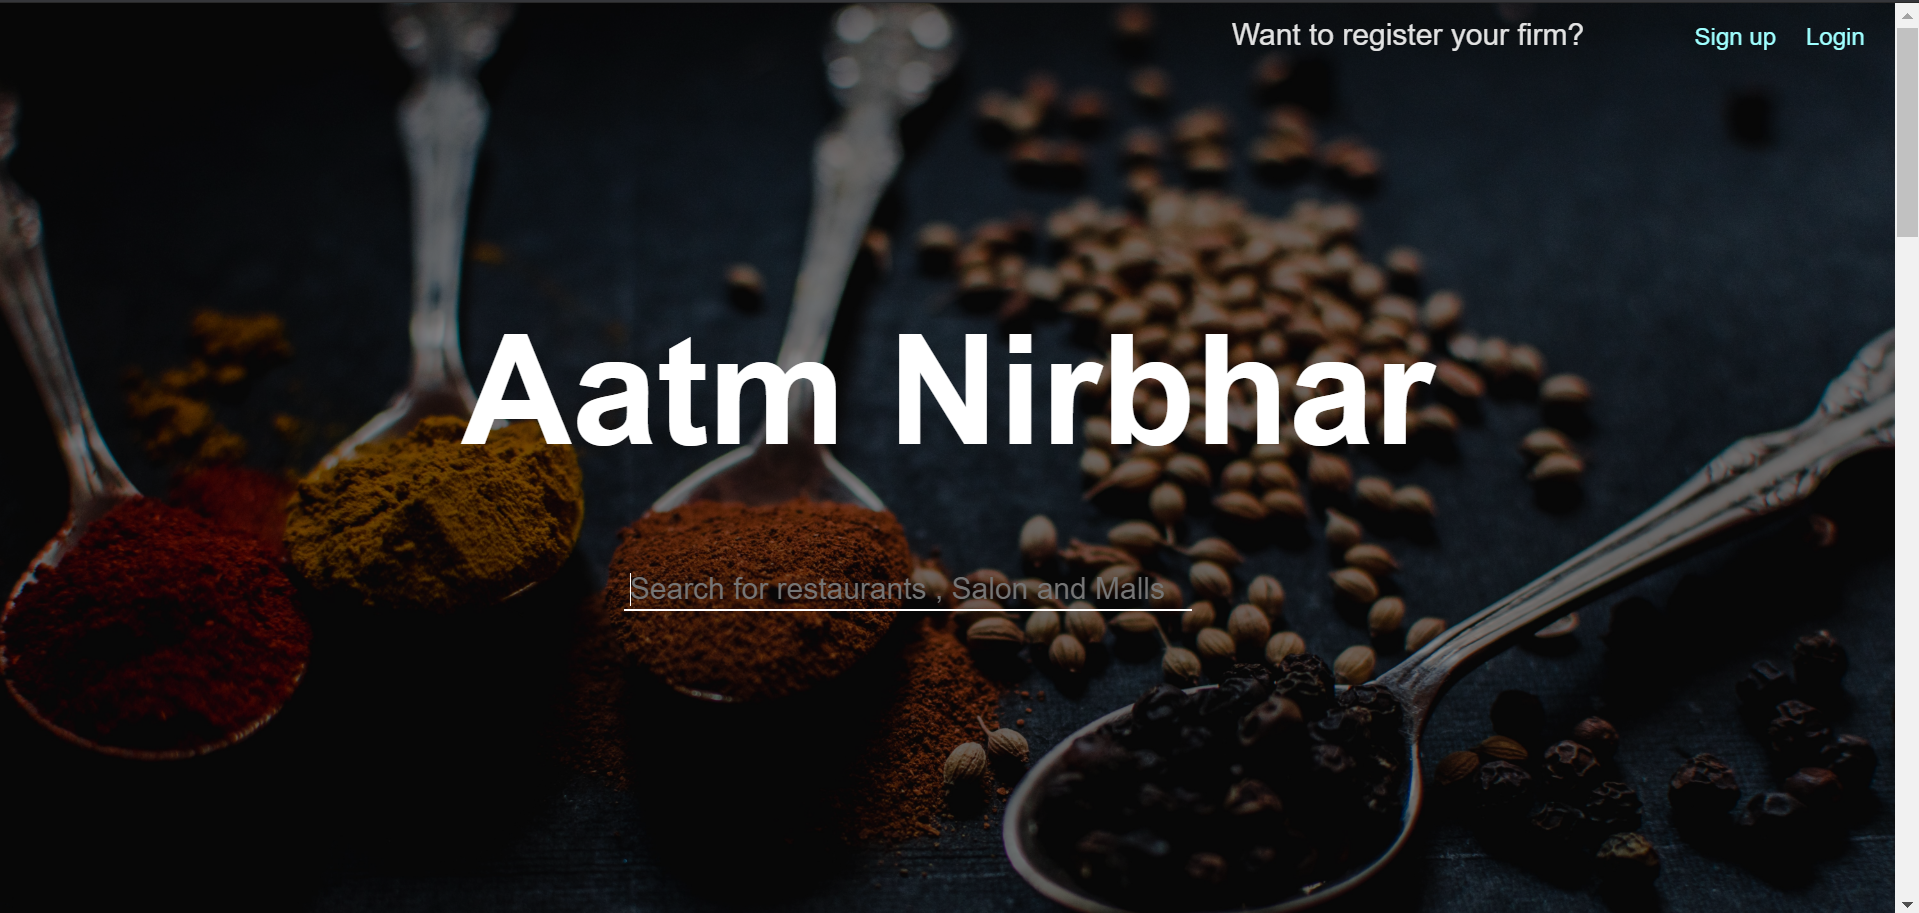 Want to register your firm?
Sign up Login
Aatm Nirbhar
Search for restaurants , Salon and Malls